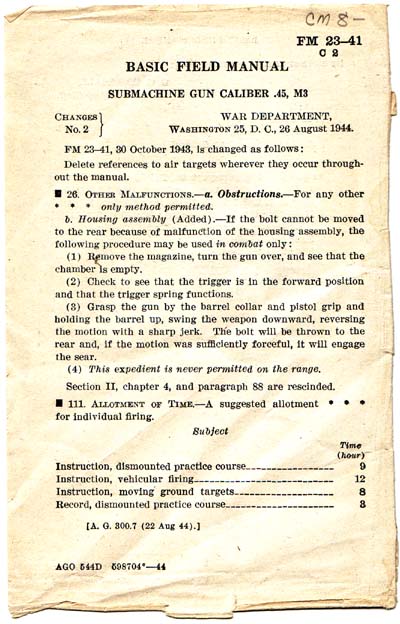 CM 8-
FM 23-41
C 2
BASIC FIELD MANUAL
SUBMACHINE GUN CALIBER .45, M3
CHANGES } WAR DEPARTMENT,
No. 2 } WASHINGTON 25, D. C., 26 August 1944.
FM 23-41, 30 October 1943, is changed as follows:
Delete references to air targets wherever they occur through-
out the manual.
■ 26. OTHER MALFUNCTIONS.—a. Obstructions.—For any other
* * * only method permitted.
b. Housing assembly (Added).—If the bolt cannot be moved
to the rear because of malfunction of the housing assembly, the
following procedure may be used in combat only:
(1) Remove the magazine, turn the gun over, and see that the
chamber is empty.
(2) Check to see that the trigger is in the forward position
and that the trigger spring functions.
(3) Grasp the gun by the barrel collar and pistol grip and
holding the barrel up, swing the weapon downward, reversing
the motion with a sharp jerk. The bolt will be thrown to the
rear and, if the motion was sufficiently forceful, it will engage
the sear.
(4) This expedient is never permitted on the range.
Section II, chapter 4, and paragraph 88 are rescinded.
■ 111. ALLOTMENT OF TIME.—A suggested allotment * * *
for individual firing.
Subject
Time
(hour)
Instruction, dismounted practice course 9
Instruction, vehicular firing 12
Instruction, moving ground targets 8
Record, dismounted practice course 3
[A. G. 300.7 (22 Aug 44).]
AGO 544D 598704°—44